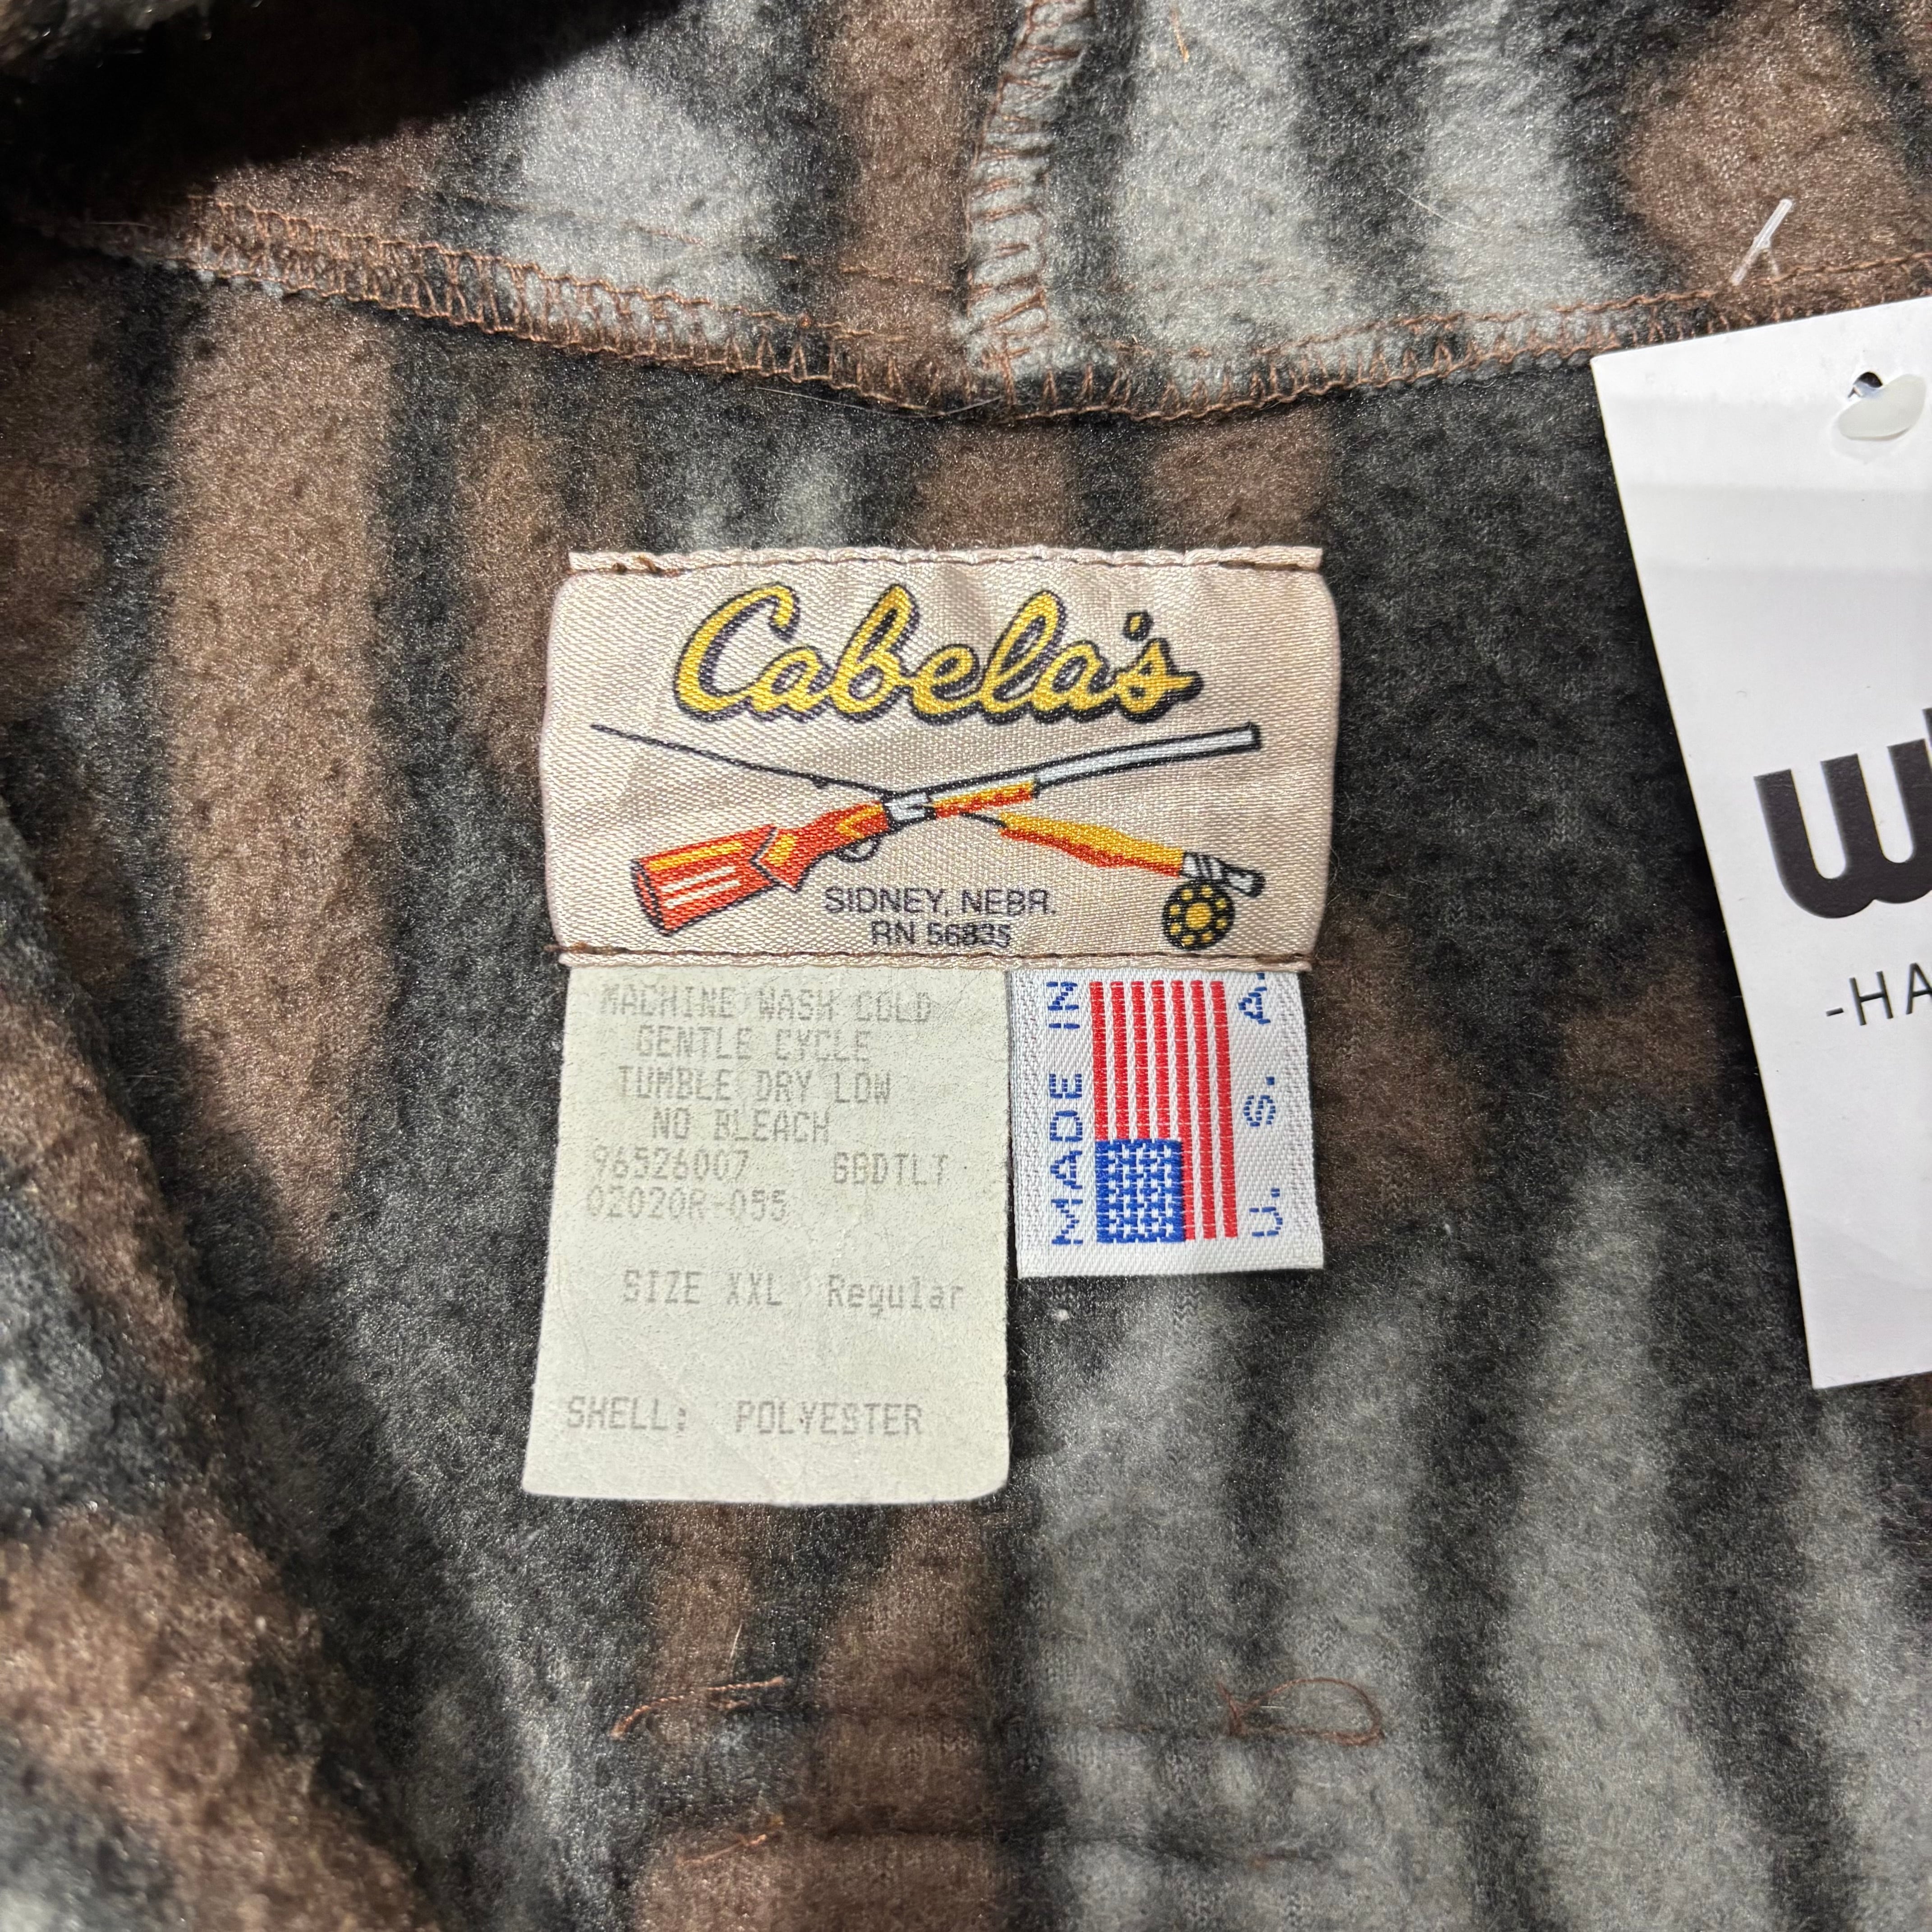 Cabela's
SIDNEY, NEBR.
RN 56835
MACHINE WASH COLD
GENTLE CYCLE
TUMBLE DRY LOW
NO BLEACH
96526007 GBDTLT
02020R-055
SIZE XXL Regular
SHELL: POLYESTER
MADE IN
U. S. A.
-HA